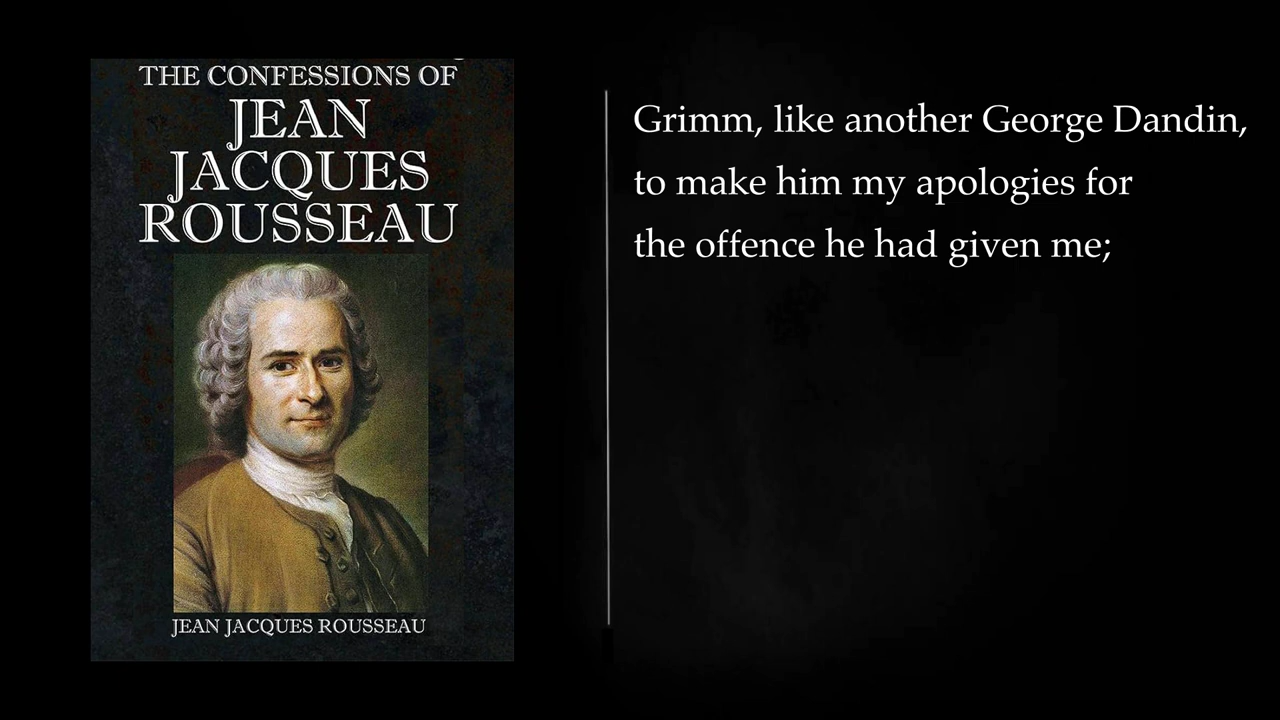 THE CONFESSIONS OF
JEAN
JACQUES
ROUSSEAU
JEAN JACQUES ROUSSEAU
Grimm, like another George Dandin,
to make him my apologies for
the offence he had given me;